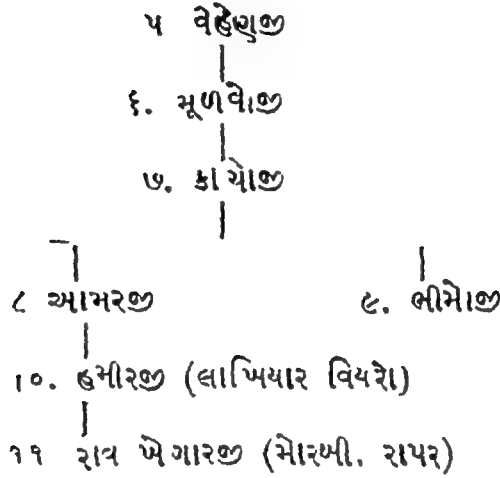 ૫ વેહેણજી
૬. મૂળવોજી
૭. કાંયોજી
૮ આમરજી ૯. ભીમોજી
૧૦. હમીરજી (લાખિયાર વિયરો)
૧૧ રાવ ખેગારજી (મોરબી, રાપર)